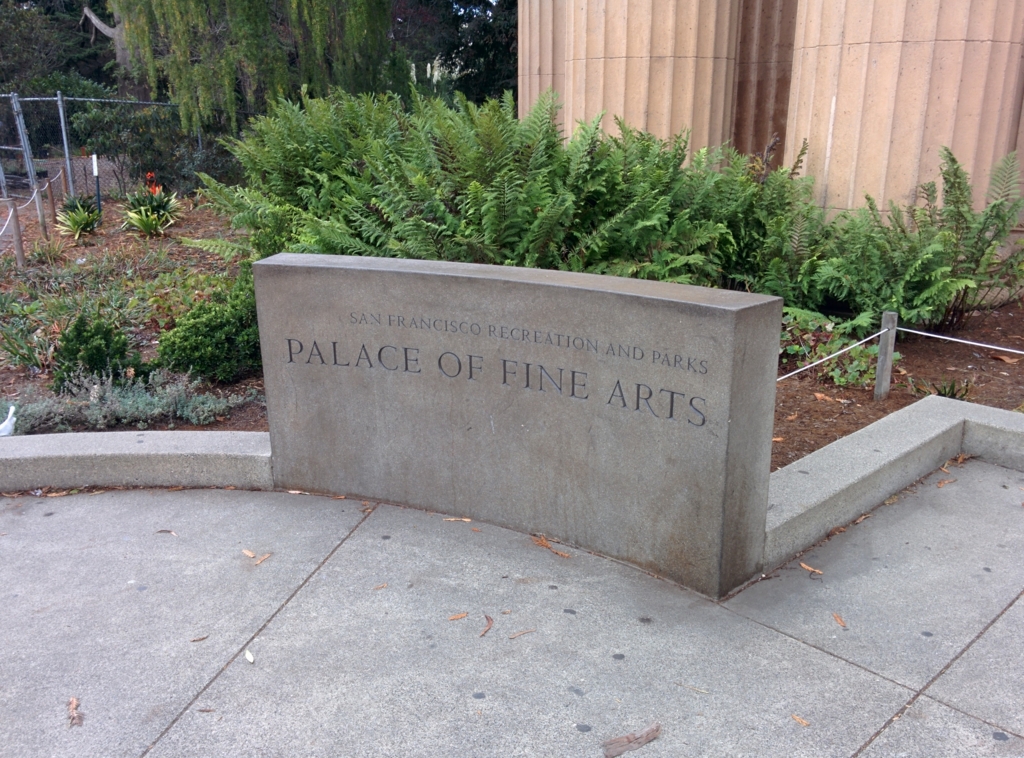 SAN FRANCISCO RECREATION AND PARKS
PALACE OF FINE ARTS